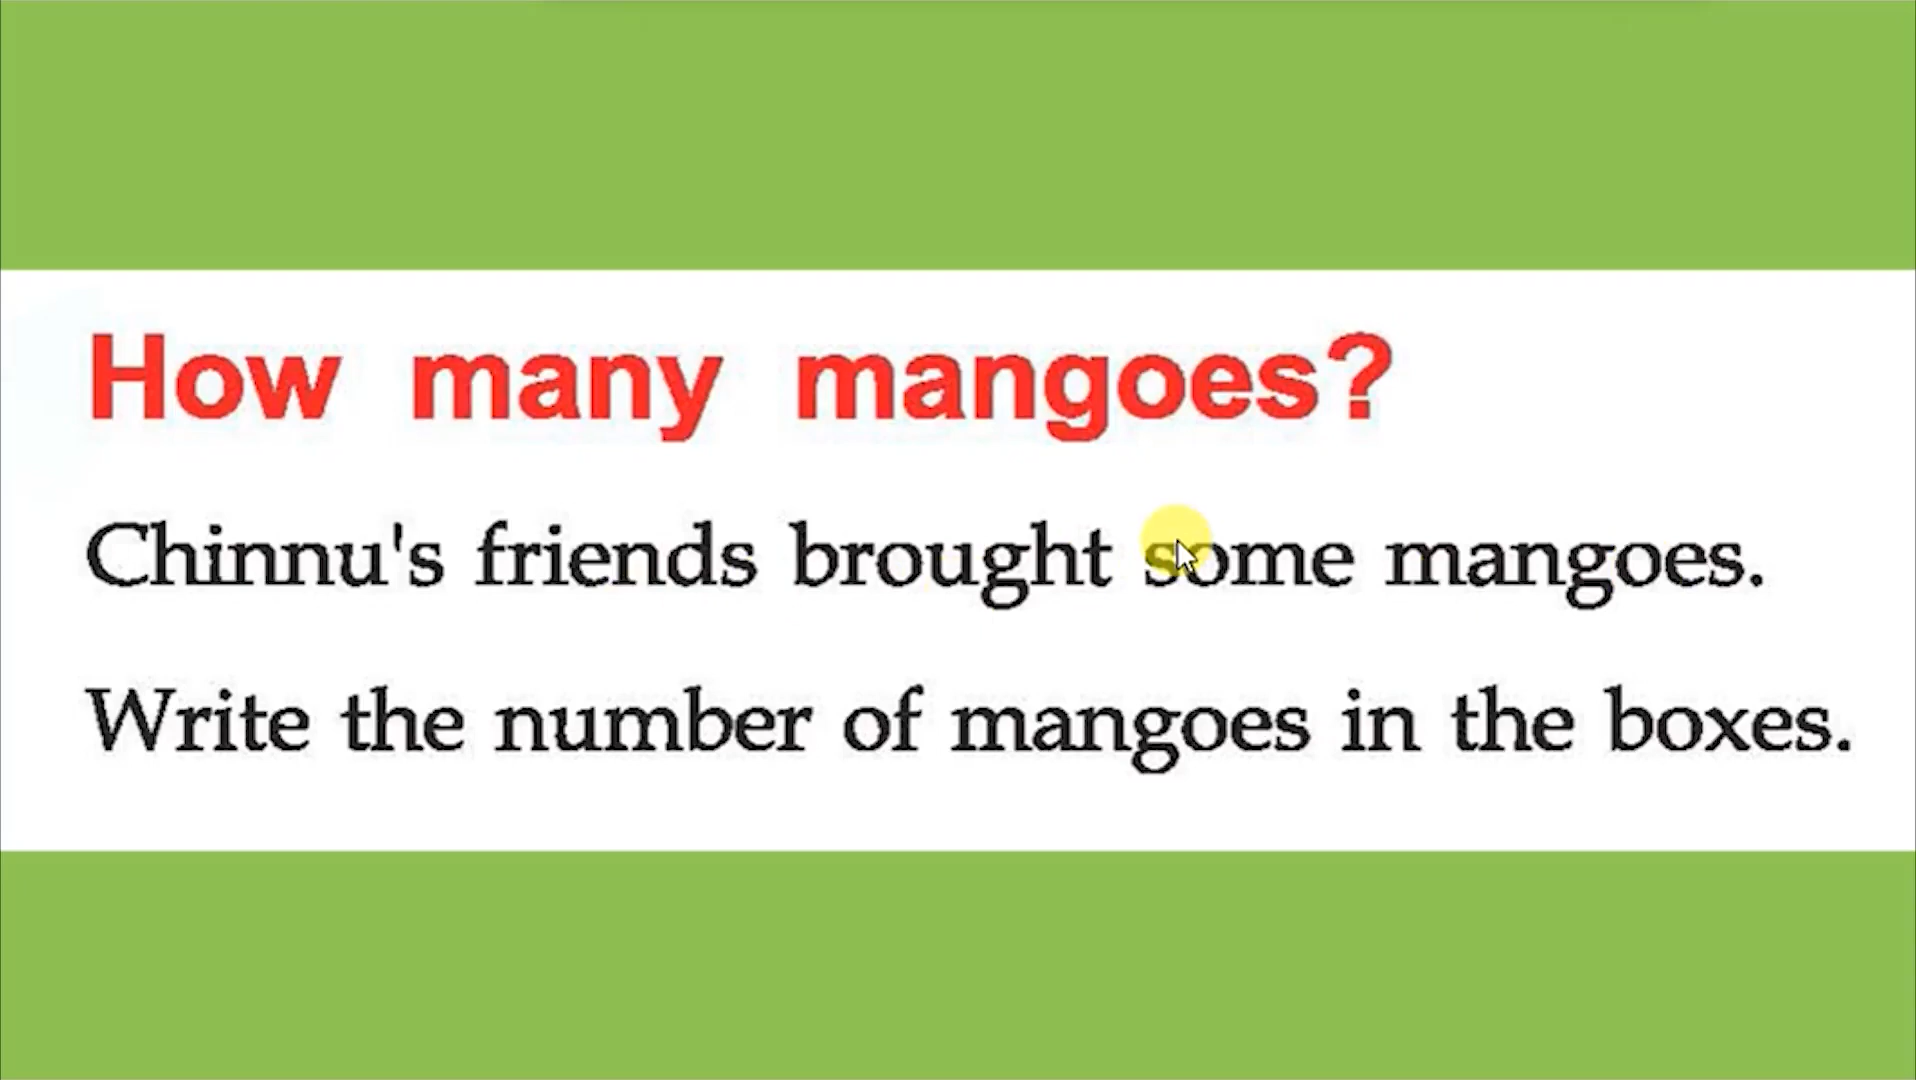 How many mangoes?
Chinnu's friends brought some mangoes.
Write the number of mangoes in the boxes.